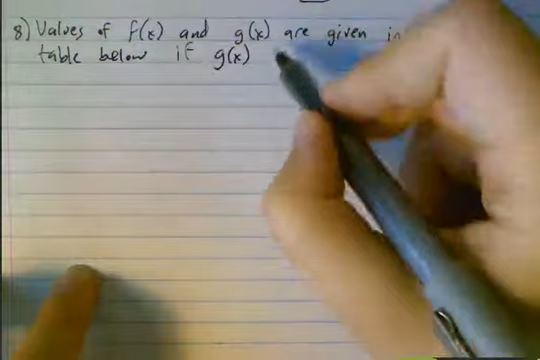 8) Values of f(x) and g(x) are given in
table below if g(x)